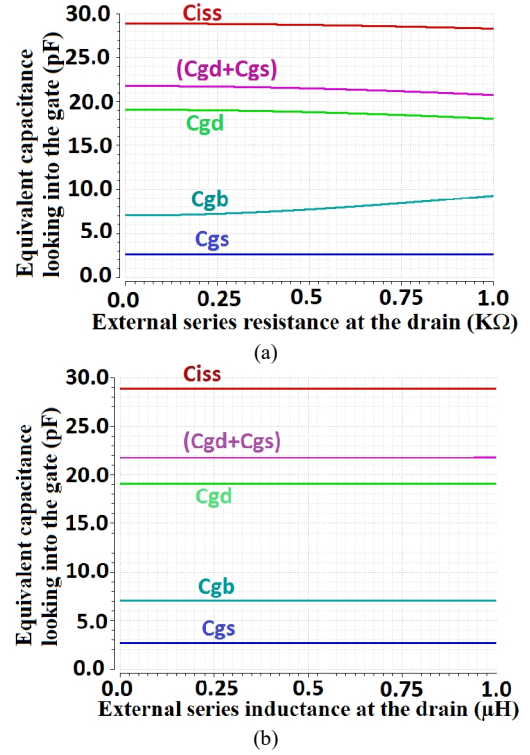 Equivalent capacitance
looking into the gate (pF)
30.0
25.0
20.0
15.0
10.0
5.0
0.0
Ciss
(Cgd+Cgs)
Cgd
Cgb
Cgs
0.0 0.25 0.5 0.75 1.0
External series resistance at the drain (KΩ)
(a)
Equivalent capacitance
looking into the gate (pF)
30.0
25.0
20.0
15.0
10.0
5.0
0.0
Ciss
(Cgd+Cgs)
Cgd
Cgb
Cgs
0.0 0.25 0.5 0.75 1.0
External series inductance at the drain (μH)
(b)